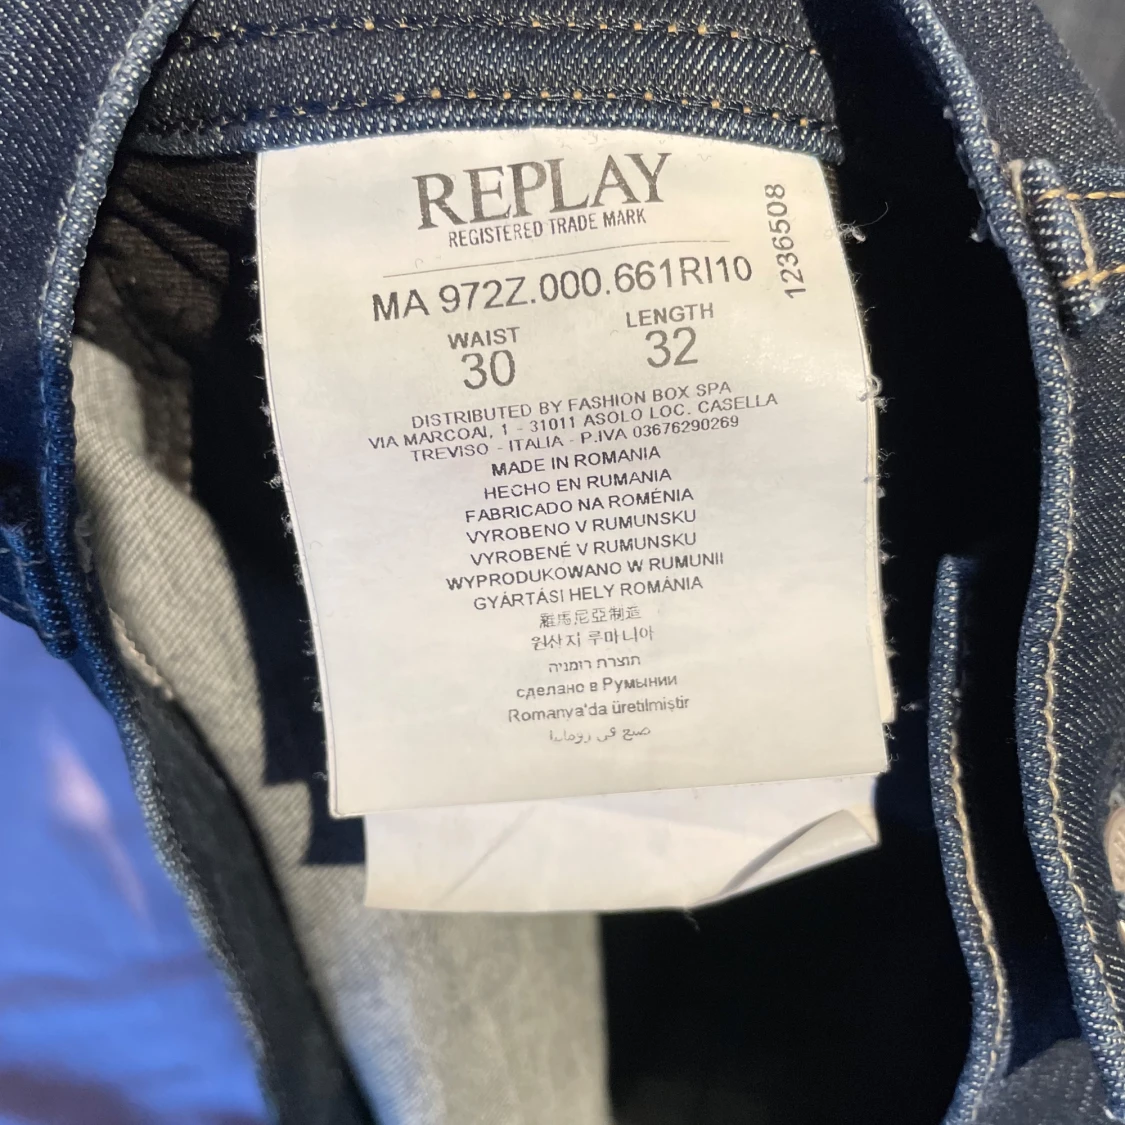 REPLAY
REGISTERED TRADE MARK
1236508
MA 972Z.000.661RI10
WAIST LENGTH
30 32
DISTRIBUTED BY FASHION BOX SPA
VIA MARCOAI, 1 - 31011 ASOLO LOC. CASELLA
TREVISO - ITALIA - P.IVA 03676290269
MADE IN ROMANIA
HECHO EN RUMANIA
FABRICADO NA ROMÉNIA
VYROBENO V RUMUNSKU
VYROBENÉ V RUMUNSKU
WYPRODUKOWANO W RUMUNII
GYÁRTÁSI HELY ROMÁNIA
羅馬尼亞制造
원산지 루마니아
תוצרת רומניה
сделано в Румынии
Romanya'da üretilmiştir
صنع في رومانيا